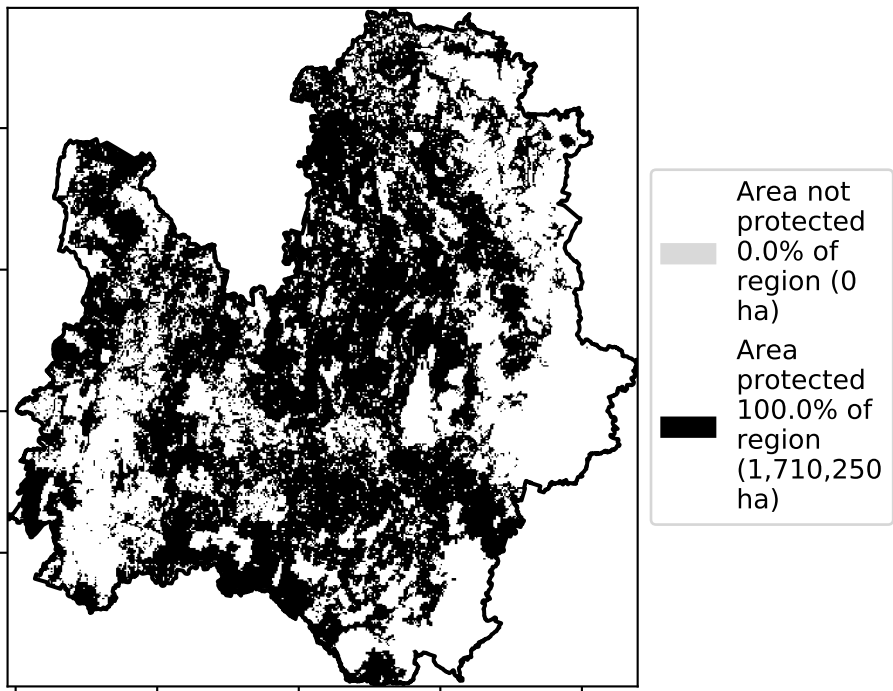 Area not
protected
0.0% of
region (0
ha)
Area
protected
100.0% of
region
(1,710,250
ha)